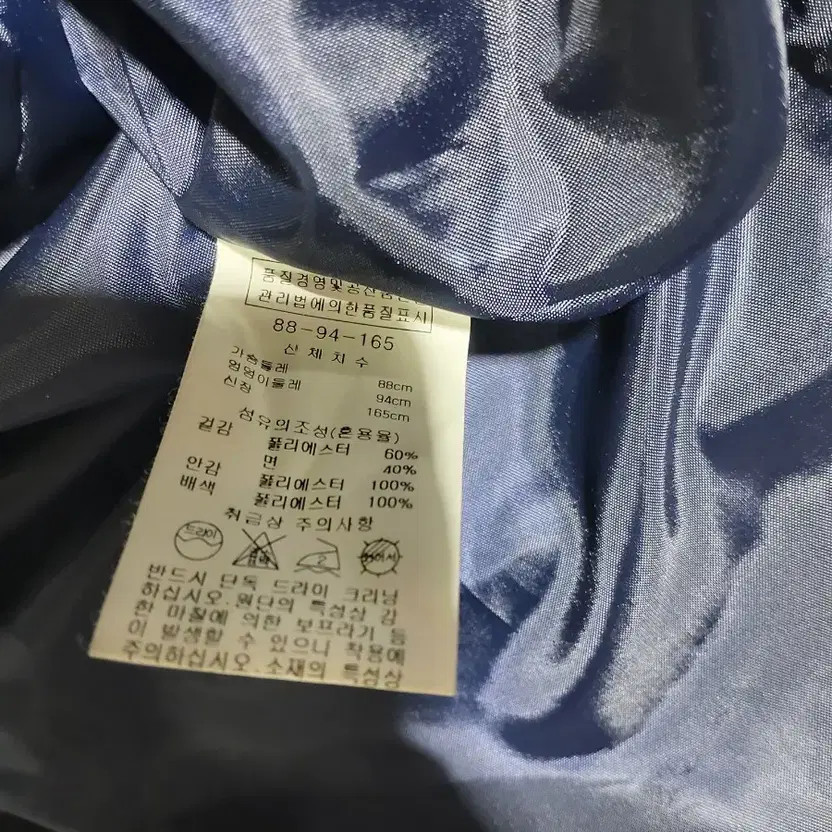 품질경영및공산품안전
관리법에의한품질표시
88-94-165
신체치수
가슴둘레 88cm
엉덩이둘레 94cm
신장 165cm
섬유의조성(혼용율)
겉감 폴리에스터 60%
면 40%
안감 폴리에스터 100%
배색 폴리에스터 100%
취급상 주의사항
드라이
반드시 단독 드라이 크리닝
하십시오.원단의 특성상 강
한 마찰에 의한 보프라기 등
이 발생할 수 있으니 착용에
주의하십시오 소재의 특성상